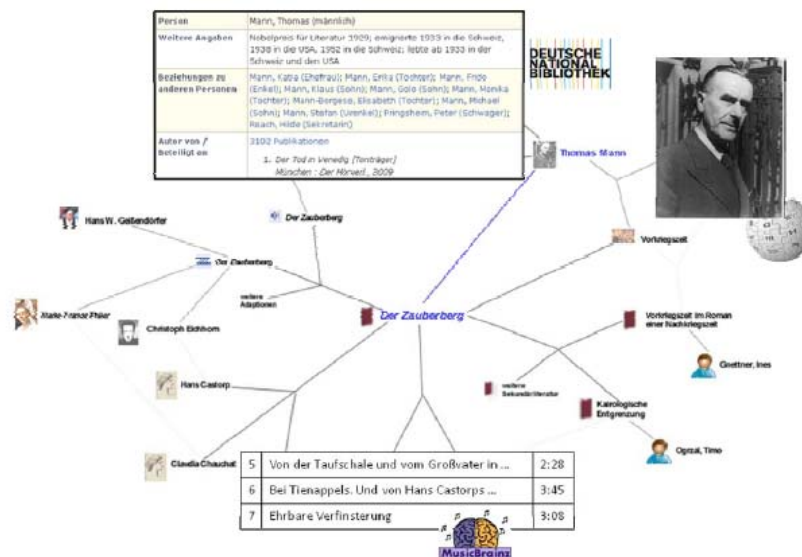 Person Mann, Thomas (männlich)
Weitere Angaben Nobelpreis für Literatur 1929; emigrierte 1933 in die Schweiz,
1938 in die USA, 1952 in die Schweiz; lebte ab 1933 in der
Schweiz und den USA
Beziehungen zu Mann, Katia (Ehefrau); Mann, Erika (Tochter); Mann, Frido
anderen Personen (Enkel); Mann, Klaus (Sohn); Mann, Golo (Sohn); Mann, Monika
(Tochter); Mann-Borgese, Elisabeth (Tochter); Mann, Michael
(Sohn); Mann, Stefan (Urenkel); Pringsheim, Peter (Schwager);
Reach, Hilde (Sekretärin)
Autor von / 3102 Publikationen
beteiligt an
1. Der Tod in Venedig [Tonträger]
München : Der Hörverl., 2009
DEUTSCHE
NATIONAL
BIBLIOTHEK
Thomas Mann
Hans W. Geißendörfer
Der Zauberberg
Vorkriegszeit
Der Zauberberg
weitere
Adaptionen
Christoph Eichhorn
Der Zauberberg
Vorkriegszeit im Roman
einer Nachkriegszeit
Gnettner, Ines
Hans Castorp
weitere
Sekundärliteratur
Kairologische
Entgrenzung
Claudia Chauchat
5 Von der Taufschale und vom Großvater in ... 2:28
6 Bei Tienappels. Und von Hans Castorps ... 3:45
7 Ehrbare Verfinsterung 3:08
MusicBrainz